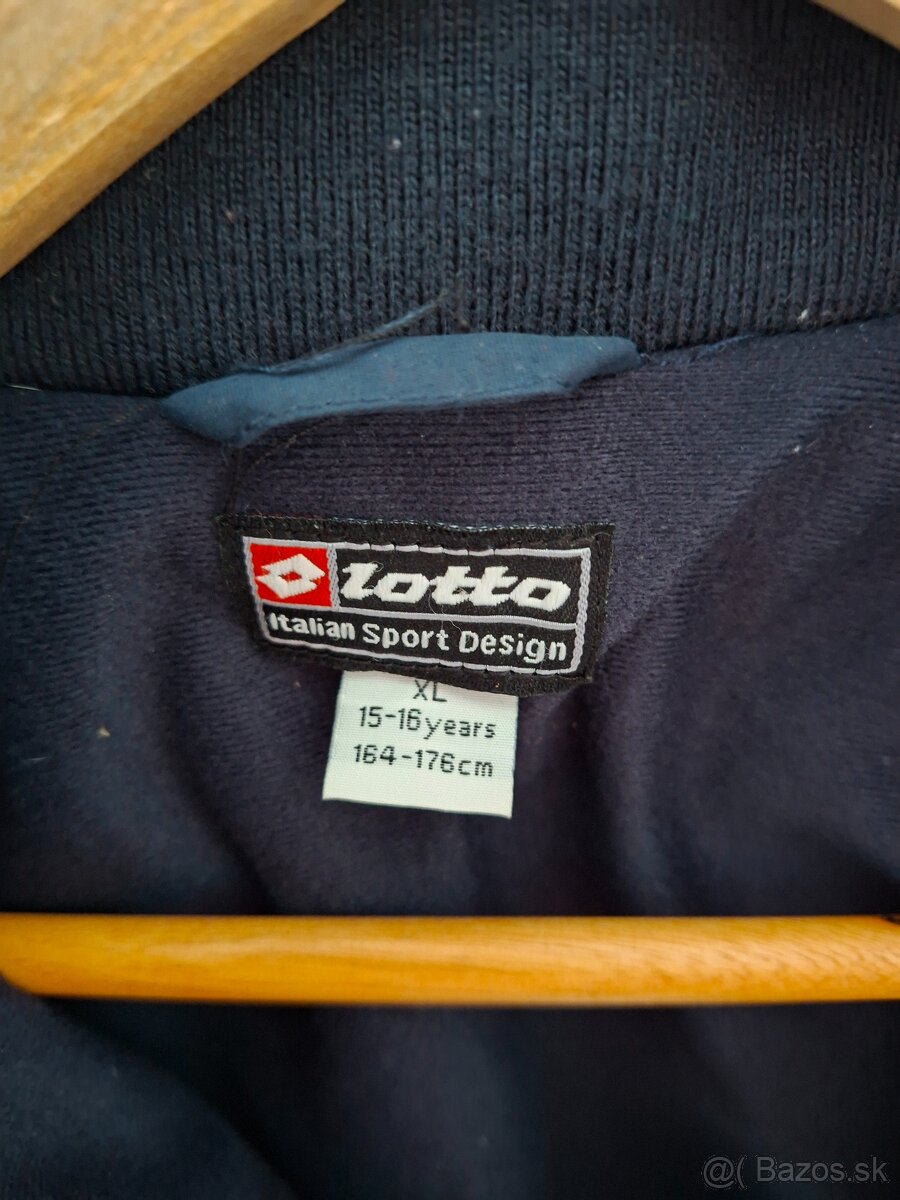 lotto
Italian Sport Design
XL
15-16years
164-176cm
@( Bazos.sk